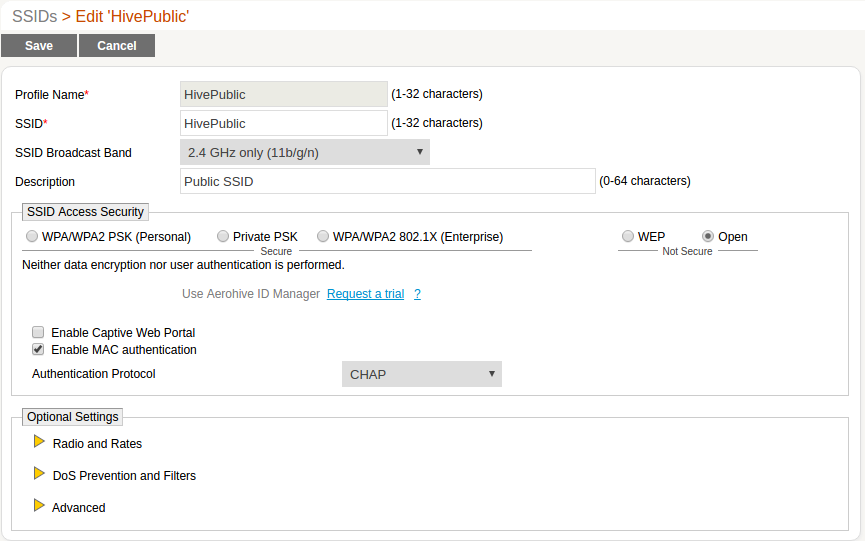 SSIDs > Edit 'HivePublic'
Save Cancel
Profile Name* HivePublic (1-32 characters)
SSID* HivePublic (1-32 characters)
SSID Broadcast Band 2.4 GHz only (11b/g/n)
Description Public SSID (0-64 characters)
SSID Access Security
WPA/WPA2 PSK (Personal) Private PSK WPA/WPA2 802.1X (Enterprise) WEP Open
Secure Not Secure
Neither data encryption nor user authentication is performed.
Use Aerohive ID Manager Request a trial ?
Enable Captive Web Portal
Enable MAC authentication
Authentication Protocol CHAP
Optional Settings
Radio and Rates
DoS Prevention and Filters
Advanced